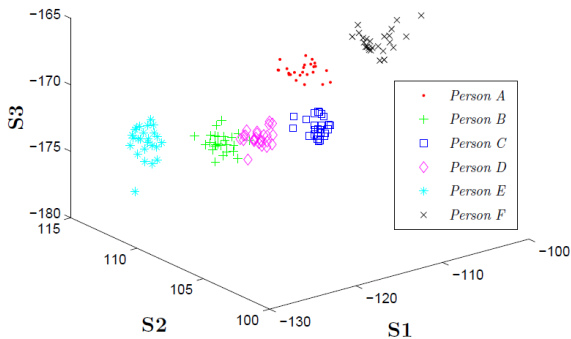 −165
−170
−175
−180
S3
115
110
105
100
S2
−130
−120
−110
−100
S1
Person A
Person B
Person C
Person D
Person E
Person F